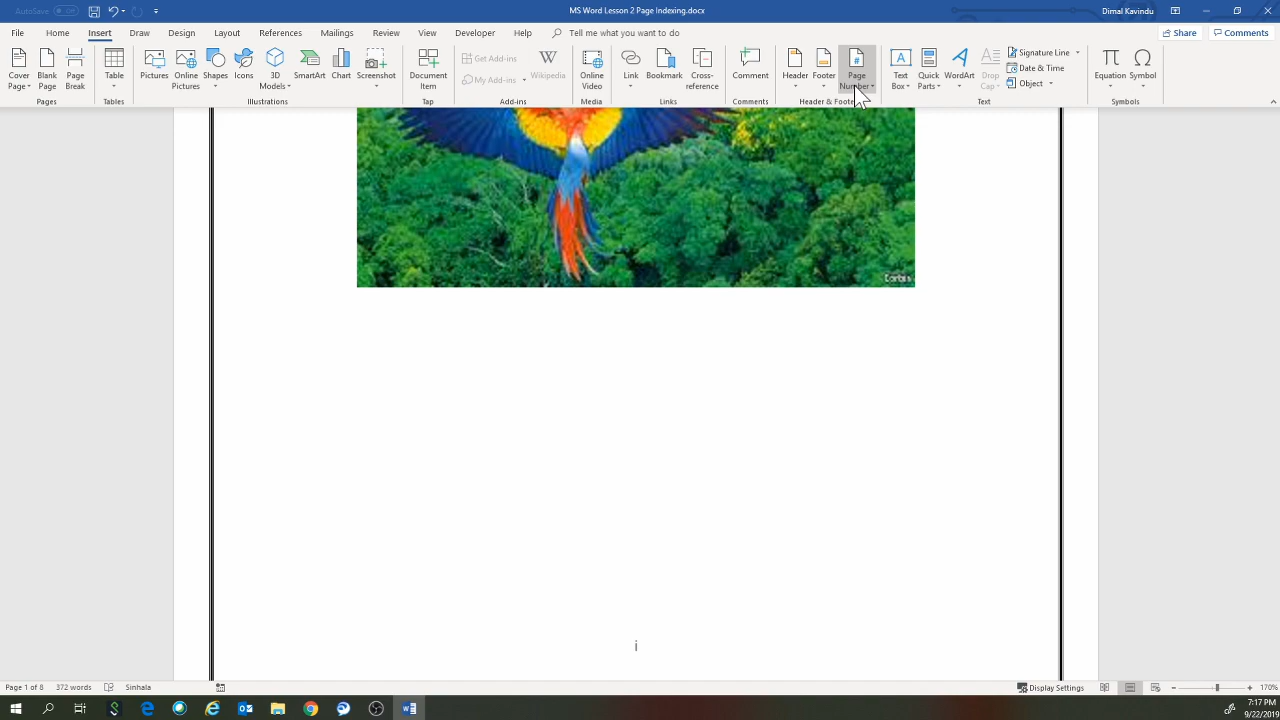 AutoSave Off
MS Word Lesson 2 Page Indexing.docx
Dimal Kavindu
File Home Insert Draw Design Layout References Mailings Review View Developer Help Tell me what you want to do
Share Comments
Cover Page
Blank Page
Page Break
Pages
Table
Tables
Pictures
Online Pictures
Shapes
Icons
3D Models
SmartArt
Chart
Screenshot
Illustrations
Document Item
Tap
Get Add-ins
My Add-ins
Wikipedia
Add-ins
Online Video
Media
Link
Bookmark
Cross-reference
Links
Comment
Comments
Header
Footer
Page Number
Header & Foote
Text Box
Quick Parts
WordArt
Drop Cap
Signature Line
Date & Time
Object
Text
Equation
Symbol
Symbols
Corbis
i
Page 1 of 8 372 words Sinhala
Display Settings
170%
7:17 PM
9/22/2019